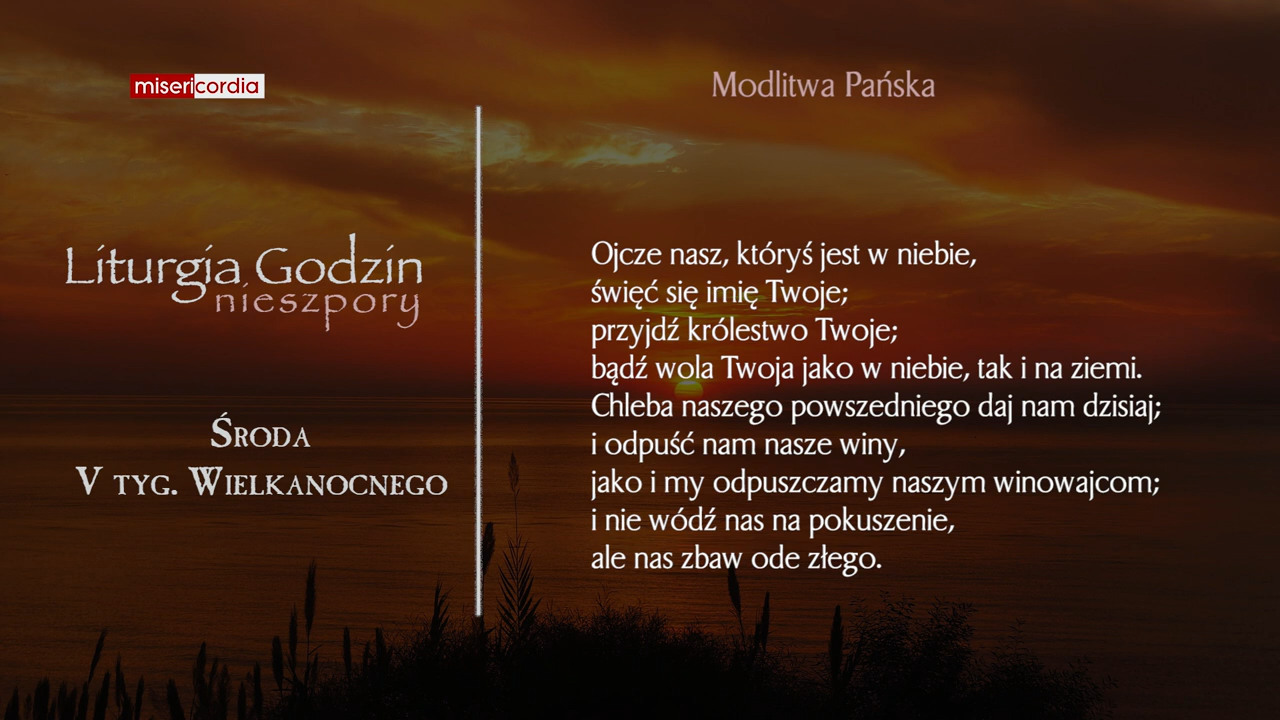 misericordia
Liturgia Godzin
nieszpory
Środa
V tyg. Wielkanocnego
Modlitwa Pańska
Ojcze nasz, któryś jest w niebie,
święć się imię Twoje;
przyjdź królestwo Twoje;
bądź wola Twoja jako w niebie, tak i na ziemi.
Chleba naszego powszedniego daj nam dzisiaj;
i odpuść nam nasze winy,
jako i my odpuszczamy naszym winowajcom;
i nie wódź nas na pokuszenie,
ale nas zbaw ode złego.